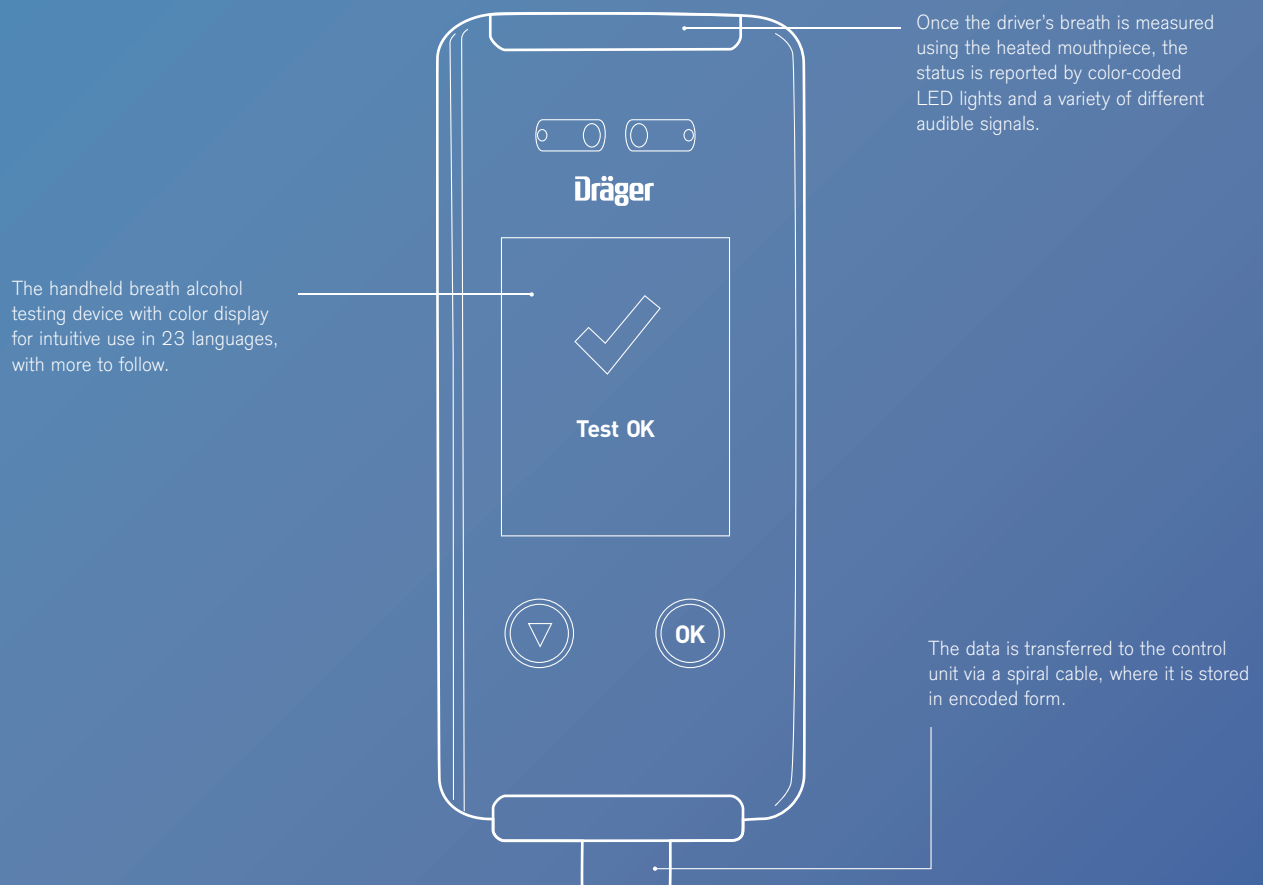 Once the driver's breath is measured
using the heated mouthpiece, the
status is reported by color-coded
LED lights and a variety of different
audible signals.
Dräger
The handheld breath alcohol
testing device with color display
for intuitive use in 23 languages,
with more to follow.
Test OK
OK
The data is transferred to the control
unit via a spiral cable, where it is stored
in encoded form.